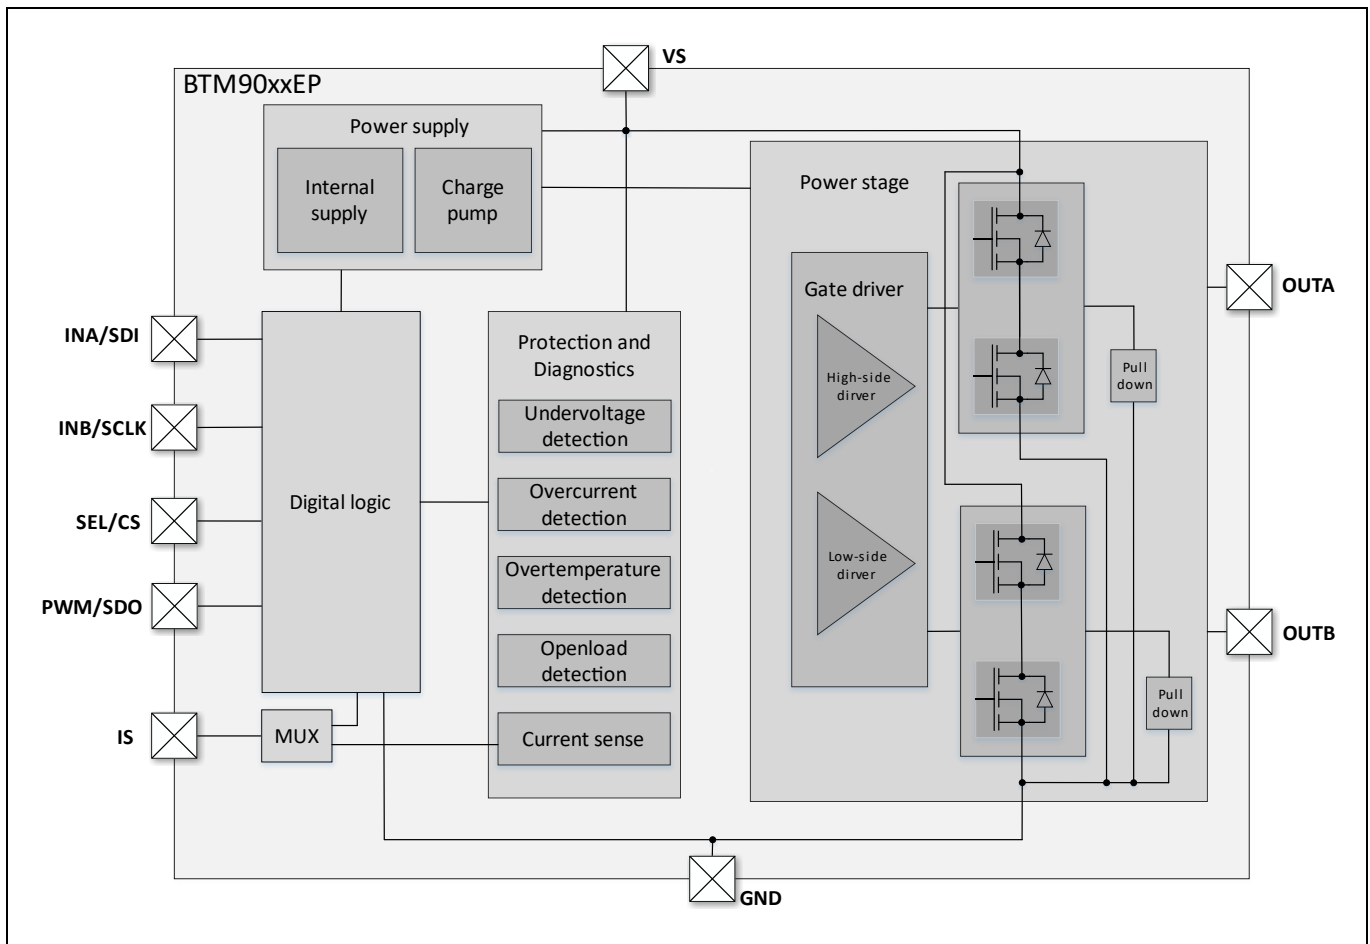 VS
BTM90xxEP
Power supply
Internal
supply
Charge
pump
Power stage
Gate driver
High-side
dirver
Low-side
dirver
Pull
down
Pull
down
OUTA
OUTB
INA/SDI
INB/SCLK
SEL/CS
PWM/SDO
IS
Digital logic
MUX
Protection and
Diagnostics
Undervoltage
detection
Overcurrent
detection
Overtemperature
detection
Openload
detection
Current sense
GND